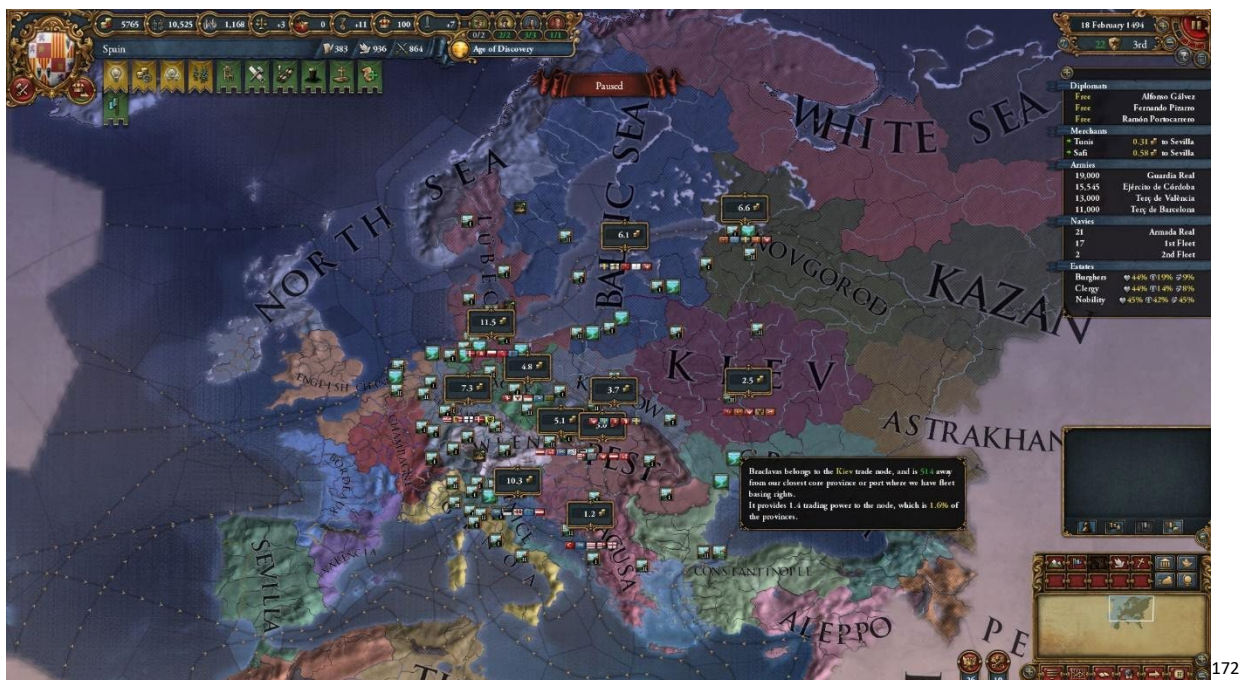 5765 10,525 1,168 +3 0 +11 100 +7
0/2 2/2 3/3 1/1
Spain 383 936 864 Age of Discovery
18 February 1494
22 3rd
Paused
Diplomats
Free Alfonso Gálvez
Free Fernando Pizarro
Free Ramón Portocarrero
Merchants
Tunis 0.31 to Sevilla
Safi 0.58 to Sevilla
Armies
19,000 Guardia Real
15,545 Ejército de Córdoba
13,000 Terç de València
11,000 Terç de Barcelona
Navies
21 Armada Real
17 1st Fleet
2 2nd Fleet
Estates
Burghers 44% 19% 9%
Clergy 44% 14% 8%
Nobility 45% 42% 45%
WHITE SEA
NORTH SEA
BALTIC SEA
LÜBECK
NOVGOROD
KAZAN
6.6
6.1
11.5
4.8
7.3
3.7
2.5
5.1
10.3
1.2
KIEV
ENGLISH CHANNEL
CHAMPAGNE
ASTRAKHAN
WIEN
PEST
GENOA
RAGUSA
SEVILLA
VALENCIA
CONSTANTINOPLE
ALEPPO
Braclavas belongs to the Kiev trade node, and is 514 away
from our closest core province or port where we have fleet
basing rights.
It provides 1.4 trading power to the node, which is 1.6% of
the provinces.
172